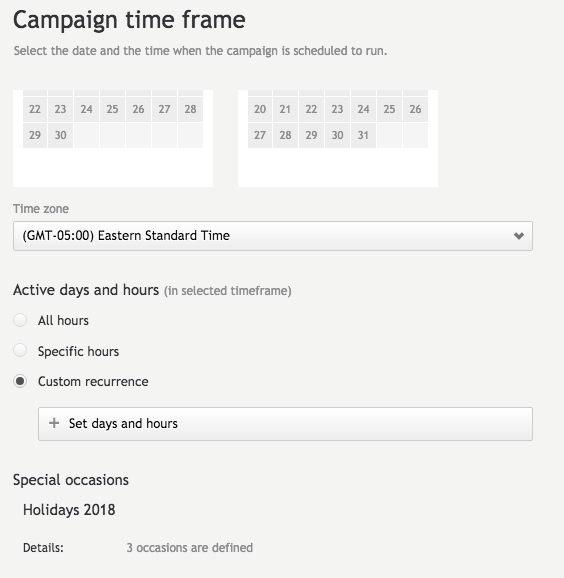 Campaign time frame
Select the date and the time when the campaign is scheduled to run.
22 23 24 25 26 27 28
29 30
20 21 22 23 24 25 26
27 28 29 30 31
Time zone
(GMT-05:00) Eastern Standard Time
Active days and hours (in selected timeframe)
All hours
Specific hours
Custom recurrence
+ Set days and hours
Special occasions
Holidays 2018
Details: 3 occasions are defined